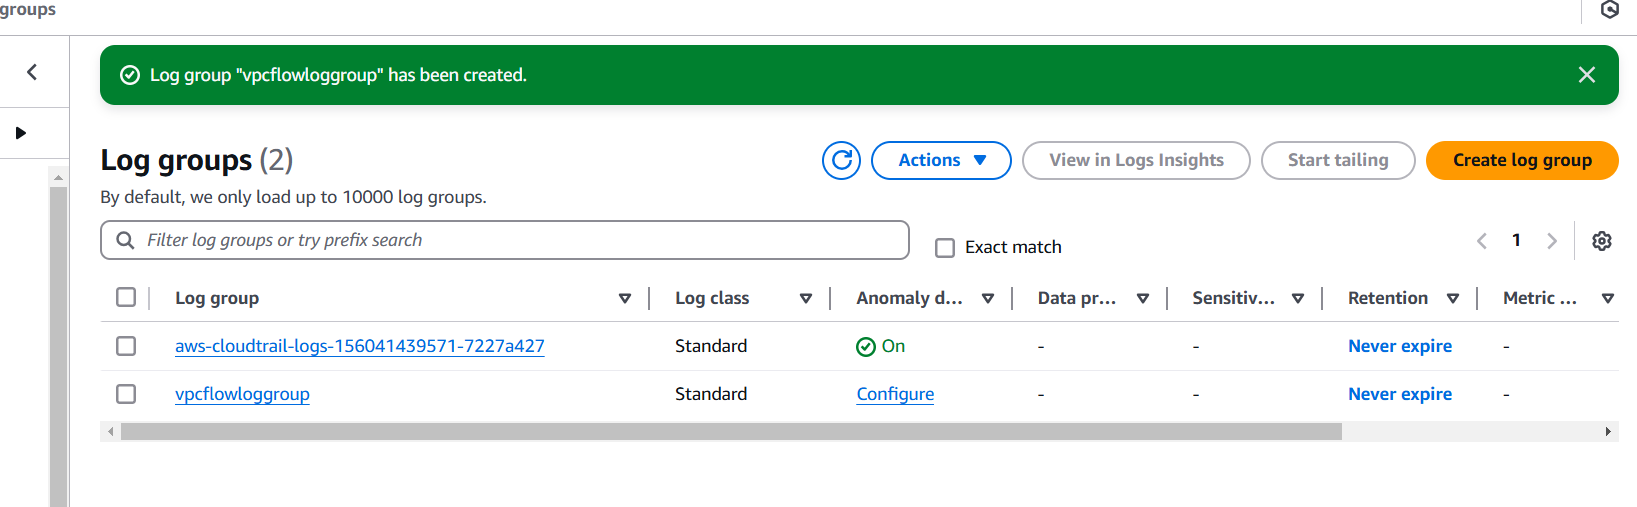 groups
Log group "vpcflowloggroup" has been created.
Log groups (2)
Actions
View in Logs Insights
Start tailing
Create log group
By default, we only load up to 10000 log groups.
Filter log groups or try prefix search
Exact match
1
Log group Log class Anomaly d... Data pr... Sensitiv... Retention Metric ...
aws-cloudtrail-logs-156041439571-7227a427 Standard On - - Never expire -
vpcflowloggroup Standard Configure - - Never expire -